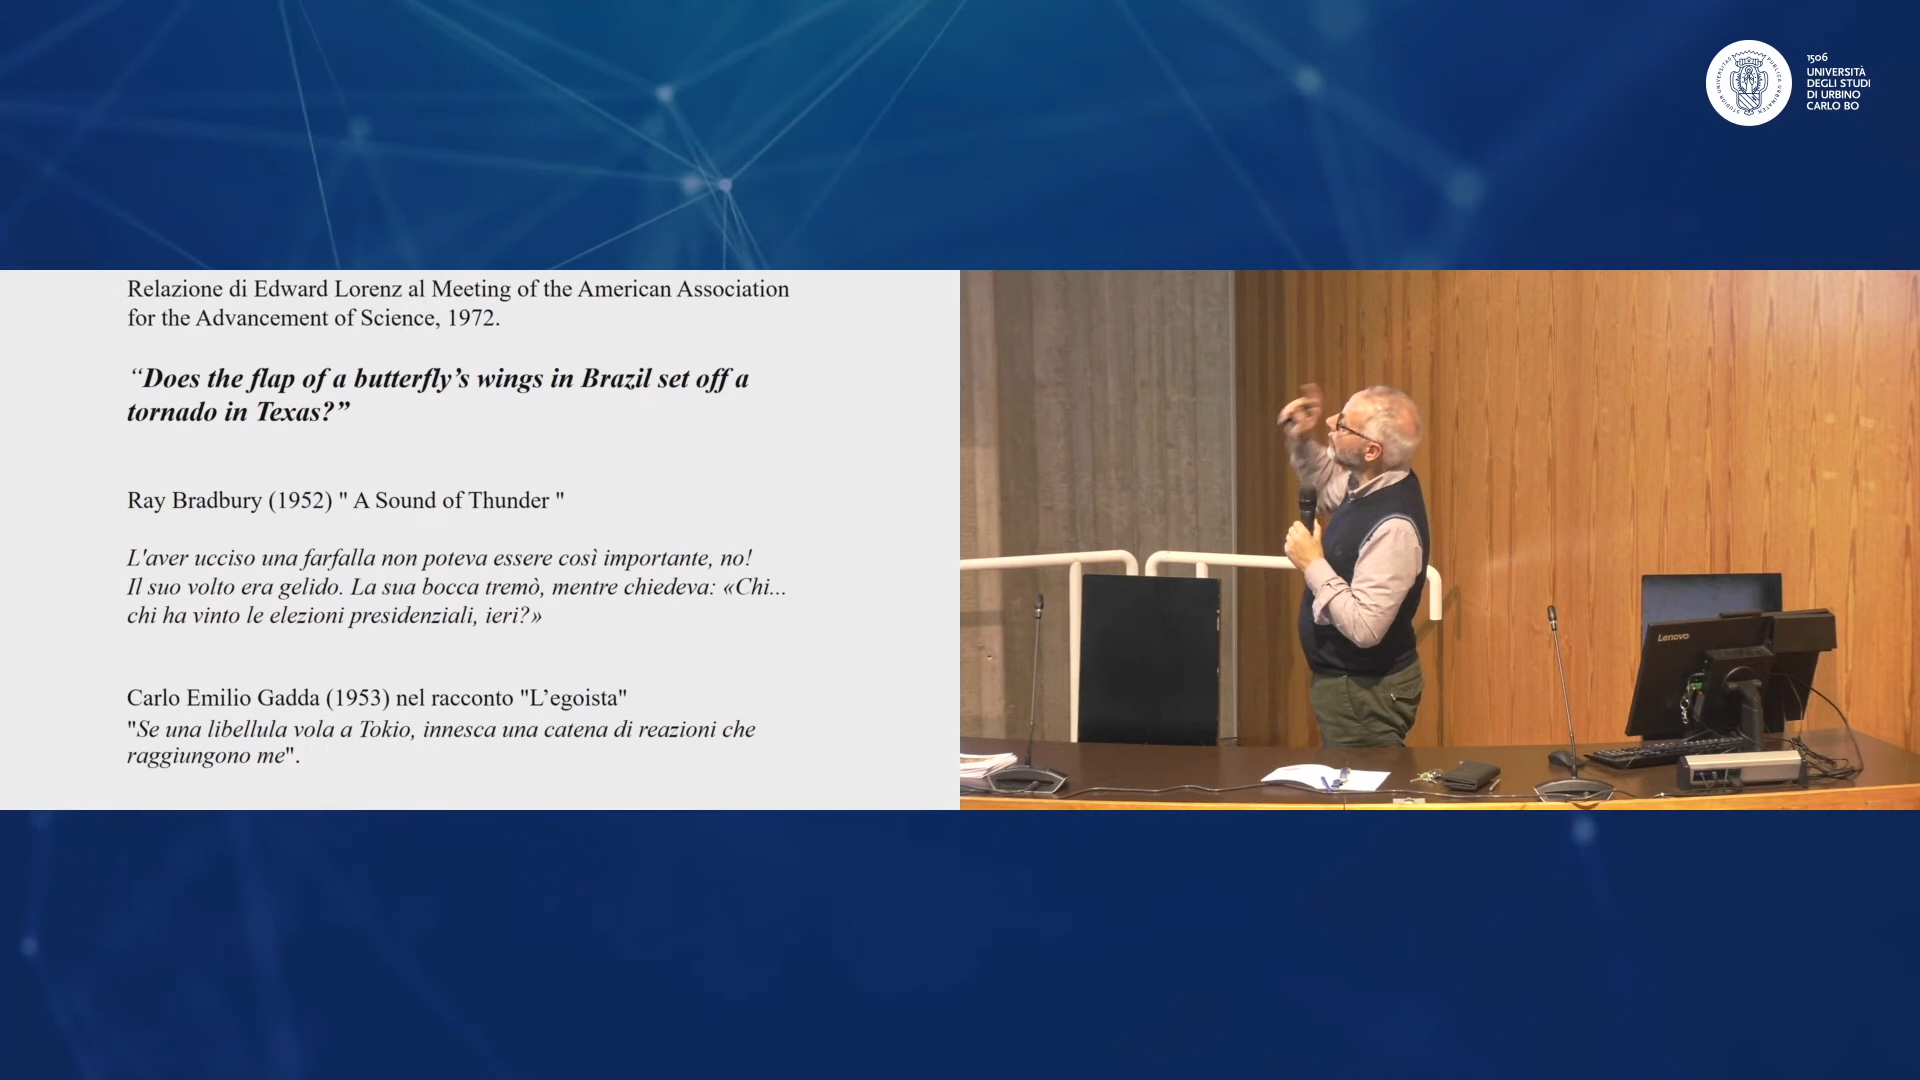 1506
UNIVERSITÀ
DEGLI STUDI
DI URBINO
CARLO BO
Relazione di Edward Lorenz al Meeting of the American Association
for the Advancement of Science, 1972.
“Does the flap of a butterfly’s wings in Brazil set off a
tornado in Texas?”
Ray Bradbury (1952) " A Sound of Thunder "
L'aver ucciso una farfalla non poteva essere così importante, no!
Il suo volto era gelido. La sua bocca tremò, mentre chiedeva: «Chi...
chi ha vinto le elezioni presidenziali, ieri?»
Carlo Emilio Gadda (1953) nel racconto "L’egoista"
"Se una libellula vola a Tokio, innesca una catena di reazioni che
raggiungono me".
Lenovo